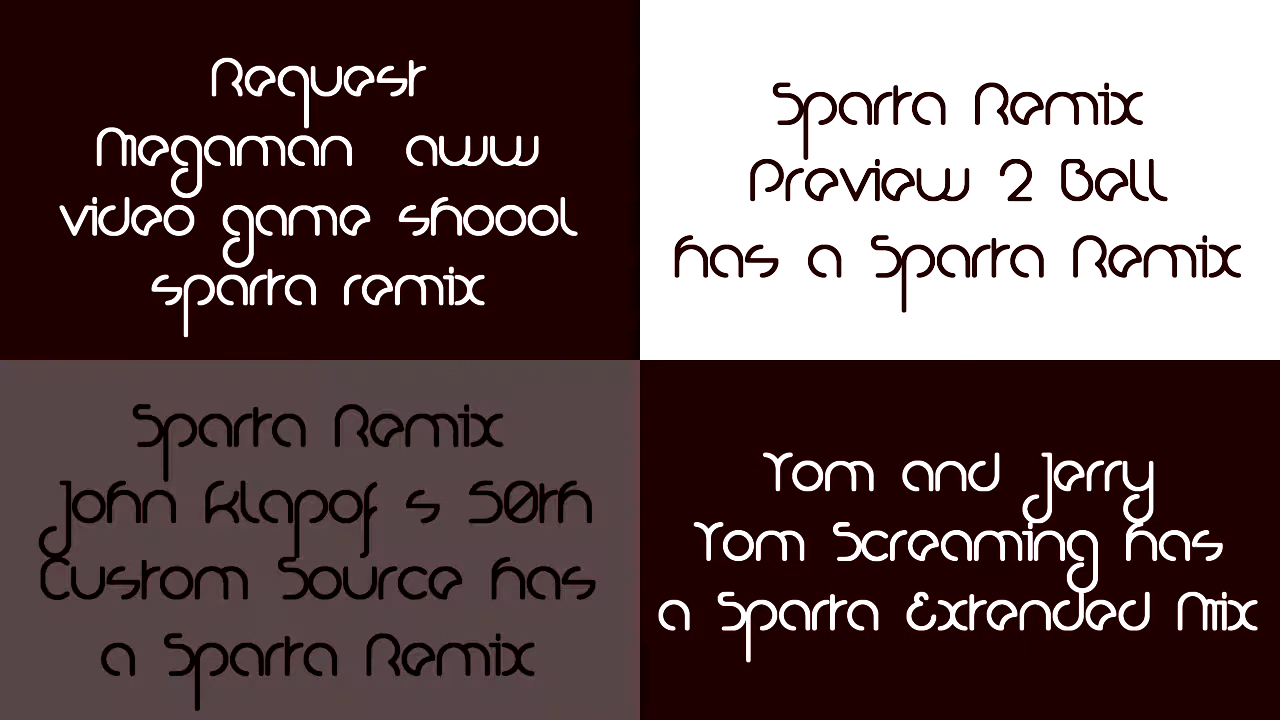 Request
Megaman aww
video game shoool
sparta remix
Sparta Remix
Preview 2 Bell
has a Sparta Remix
Sparta Remix
John Klapof s 50th
Custom Source has
a Sparta Remix
Tom and Jerry
Tom Screaming has
a Sparta Extended Mix